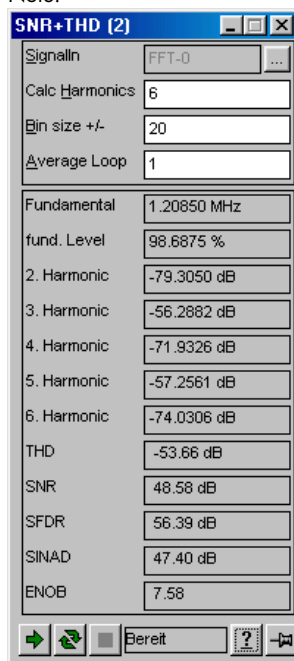 SNR+THD (2)
SignalIn FFT-0 ...
Calc Harmonics 6
Bin size +/- 20
Average Loop 1
Fundamental 1.20850 MHz
fund. Level 98.6875 %
2. Harmonic -79.3050 dB
3. Harmonic -56.2882 dB
4. Harmonic -71.9326 dB
5. Harmonic -57.2561 dB
6. Harmonic -74.0306 dB
THD -53.66 dB
SNR 48.58 dB
SFDR 56.39 dB
SINAD 47.40 dB
ENOB 7.58
Bereit ?